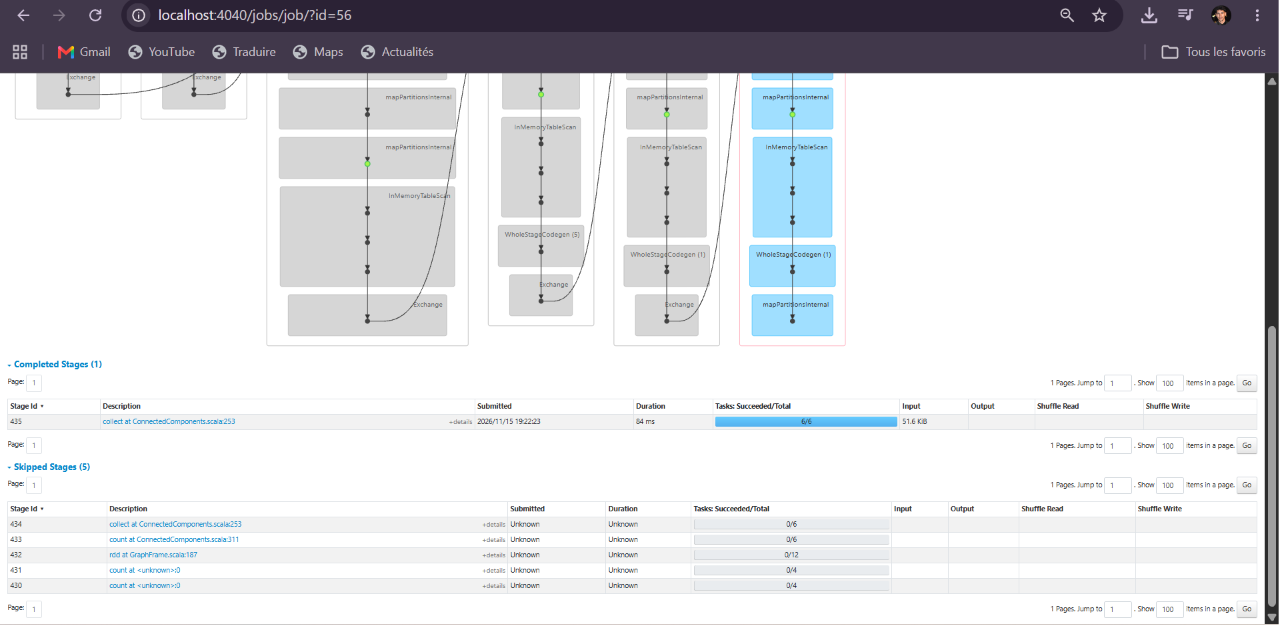 localhost:4040/jobs/job/?id=56
Gmail YouTube Traduire Maps Actualités Tous les favoris
Exchange Exchange
mapPartitionsInternal mapPartitionsInternal mapPartitionsInternal
InMemoryTableScan
mapPartitionsInternal InMemoryTableScan InMemoryTableScan
InMemoryTableScan
WholeStageCodegen (5)
WholeStageCodegen (1) WholeStageCodegen (1)
Exchange
Exchange Exchange mapPartitionsInternal
Completed Stages (1)
Page: 1 1 Pages. Jump to 1 . Show 100 items in a page. Go
Stage Id Description Submitted Duration Tasks: Succeeded/Total Input Output Shuffle Read Shuffle Write
435 collect at ConnectedComponents.scala:253 +details 2026/11/15 19:22:23 84 ms 6/6 51.6 KiB
Page: 1 1 Pages. Jump to 1 . Show 100 items in a page. Go
Skipped Stages (5)
Page: 1 1 Pages. Jump to 1 . Show 100 items in a page. Go
Stage Id Description Submitted Duration Tasks: Succeeded/Total Input Output Shuffle Read Shuffle Write
434 collect at ConnectedComponents.scala:253 +details Unknown Unknown 0/6
433 count at ConnectedComponents.scala:311 +details Unknown Unknown 0/6
432 rdd at GraphFrame.scala:187 +details Unknown Unknown 0/12
431 count at <unknown>:0 +details Unknown Unknown 0/4
430 count at <unknown>:0 +details Unknown Unknown 0/4
Page: 1 1 Pages. Jump to 1 . Show 100 items in a page. Go